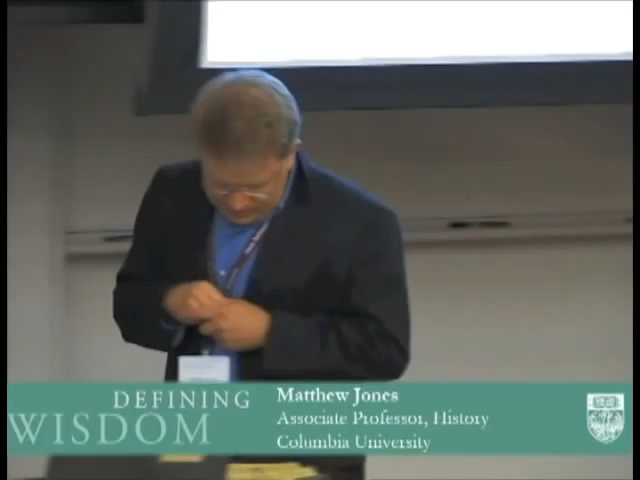 DEFINING
WISDOM
Matthew Jones
Associate Professor, History
Columbia University